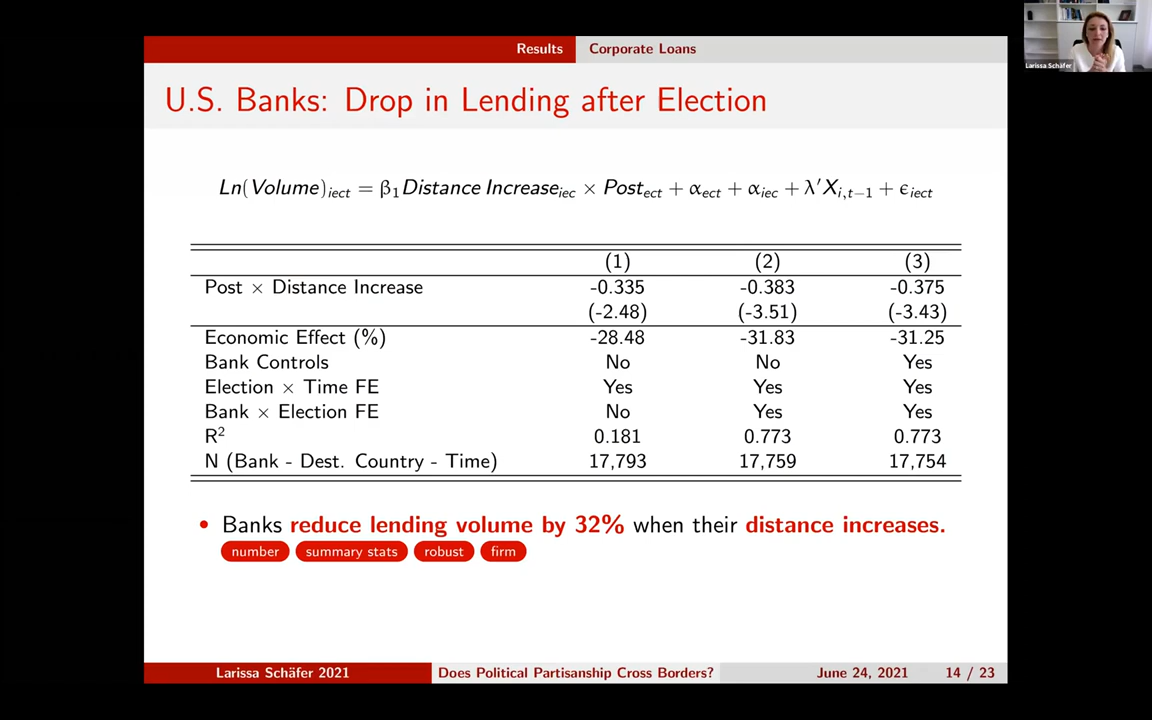 Results Corporate Loans
Larissa Schäfer
U.S. Banks: Drop in Lending after Election
Ln(Volume)iect = β1Distance Increaseiec × Postect + αect + αiec + λ′Xi,t−1 + ϵiect
(1) (2) (3)
Post × Distance Increase -0.335 -0.383 -0.375
(-2.48) (-3.51) (-3.43)
Economic Effect (%) -28.48 -31.83 -31.25
Bank Controls No No Yes
Election × Time FE Yes Yes Yes
Bank × Election FE No Yes Yes
R2 0.181 0.773 0.773
N (Bank - Dest. Country - Time) 17,793 17,759 17,754
• Banks reduce lending volume by 32% when their distance increases.
number summary stats robust firm
Larissa Schäfer 2021 Does Political Partisanship Cross Borders? June 24, 2021 14 / 23